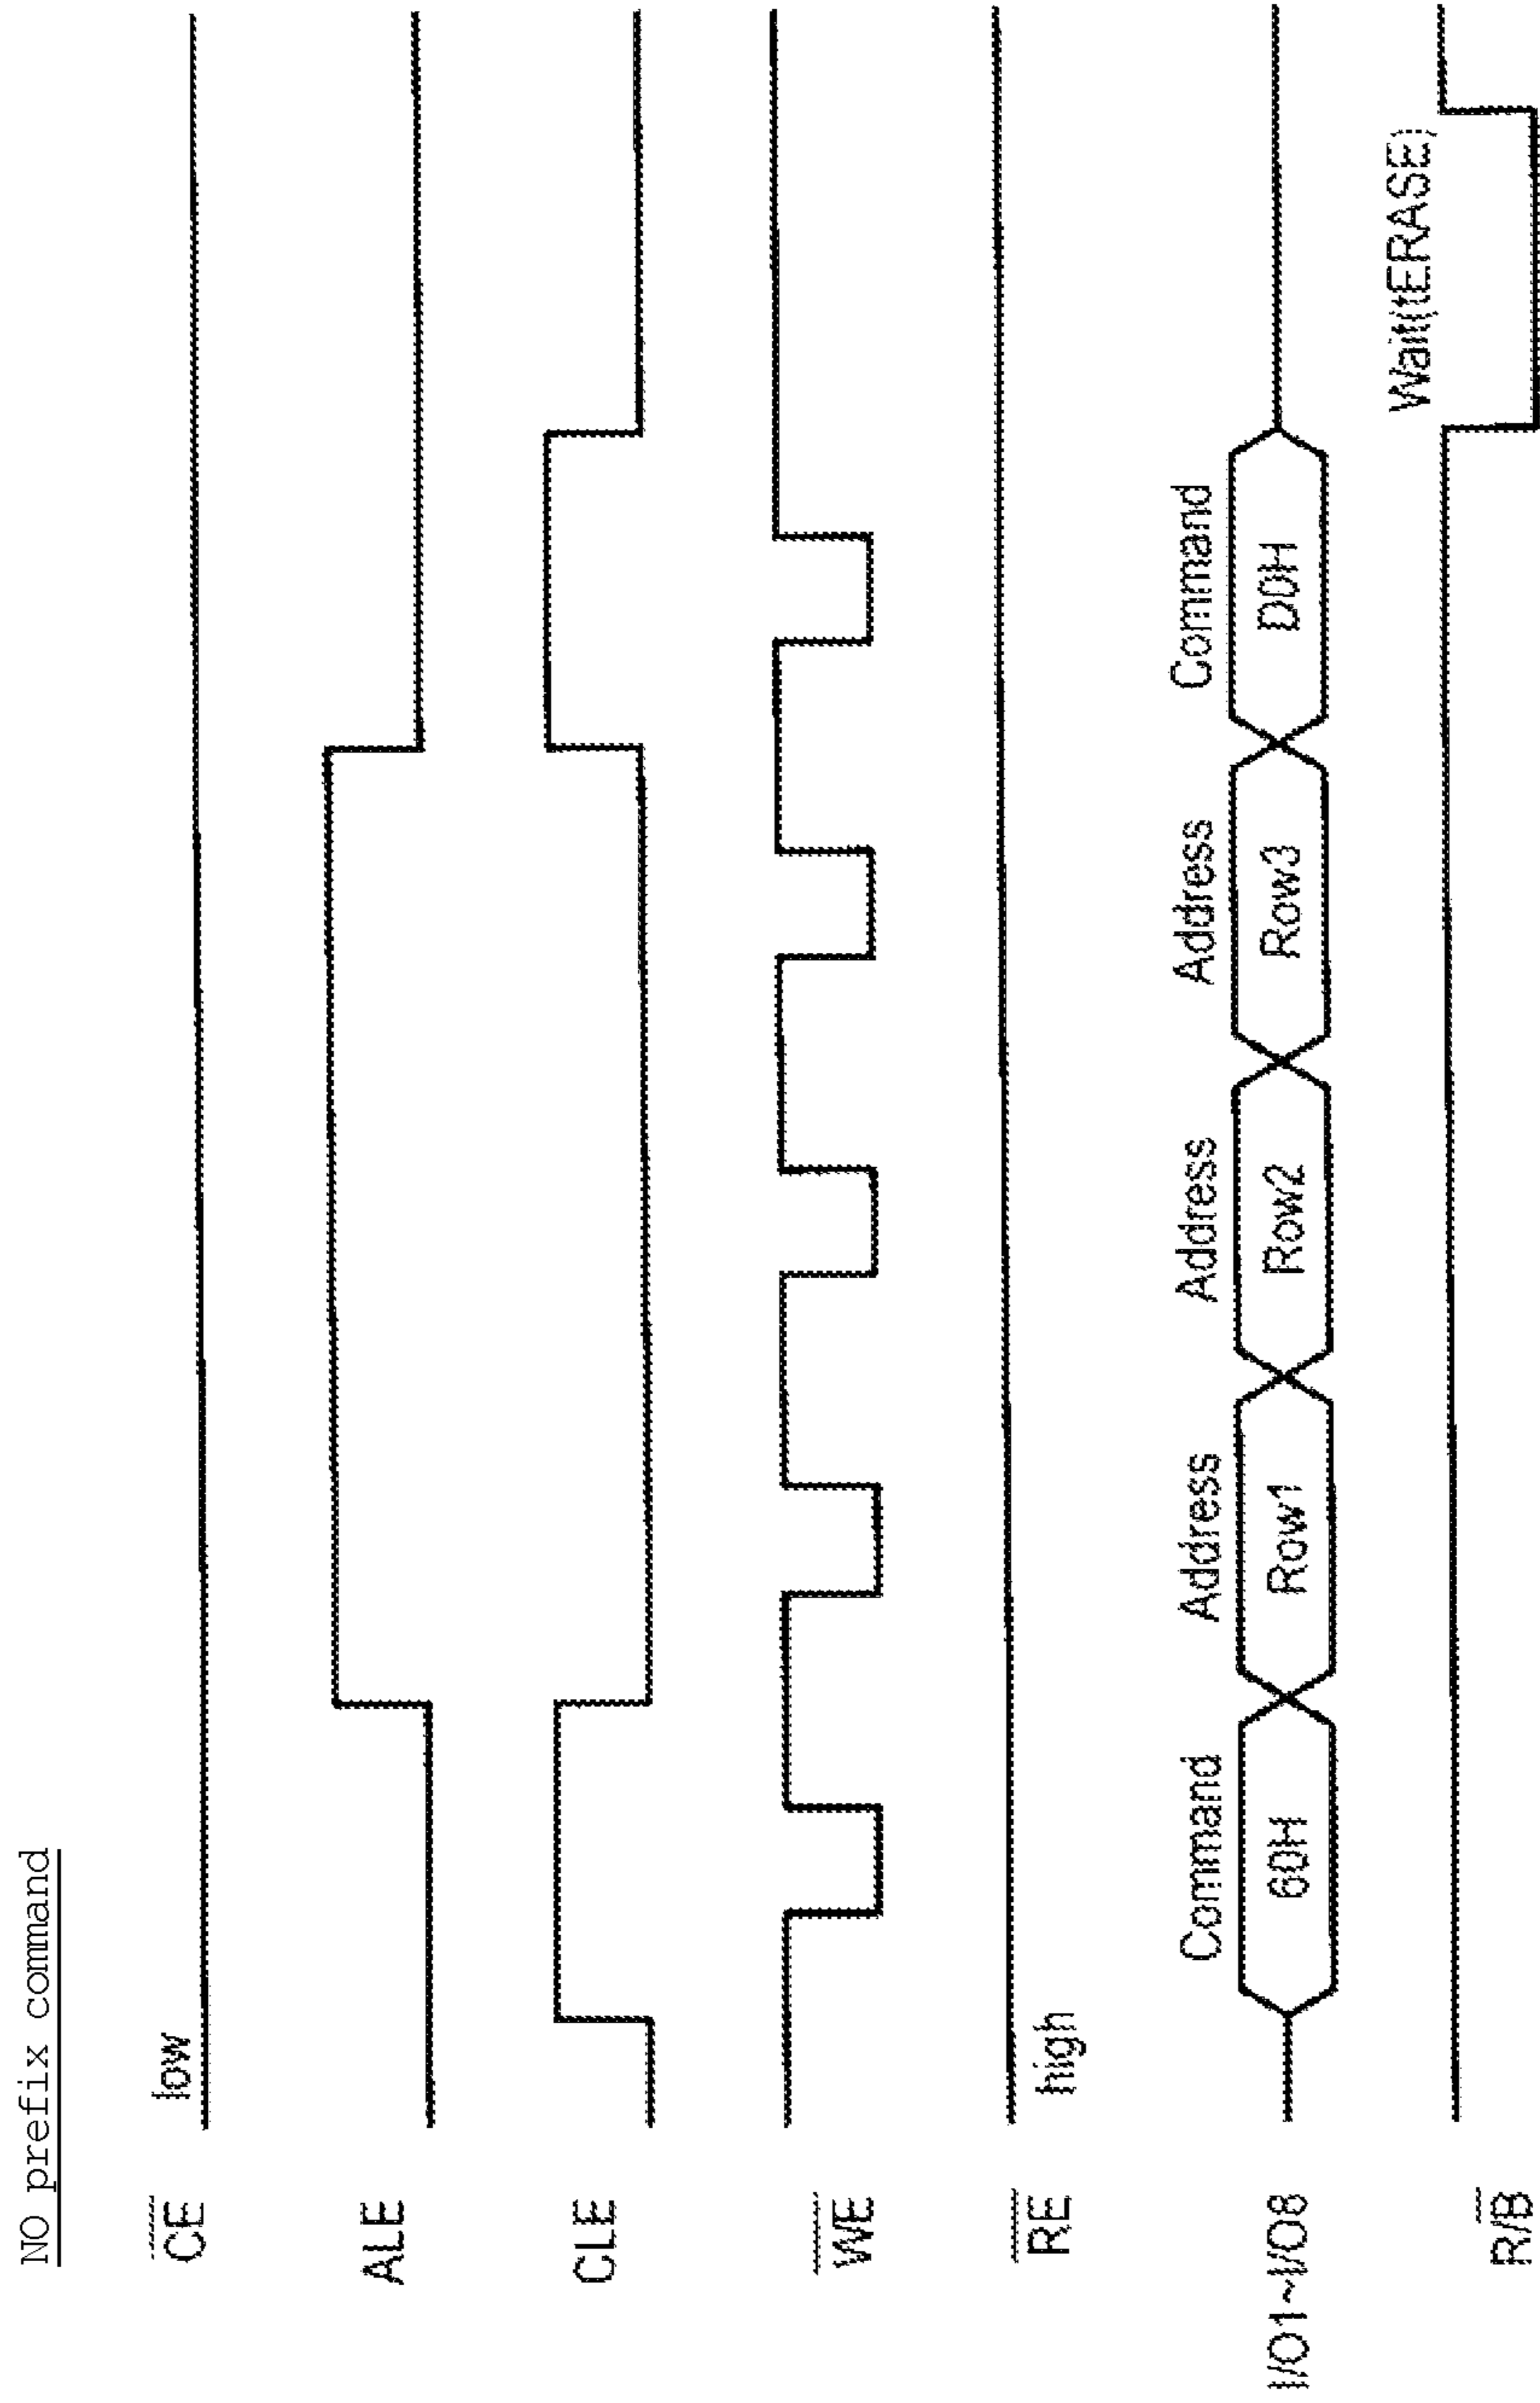 NO prefix command
CE low
ALE
CLE
WE
RE high
Command Address Address Address Command
I/O1~I/O8 60H Row1 Row2 Row3 D0H
Wait(tERASE)
R/B